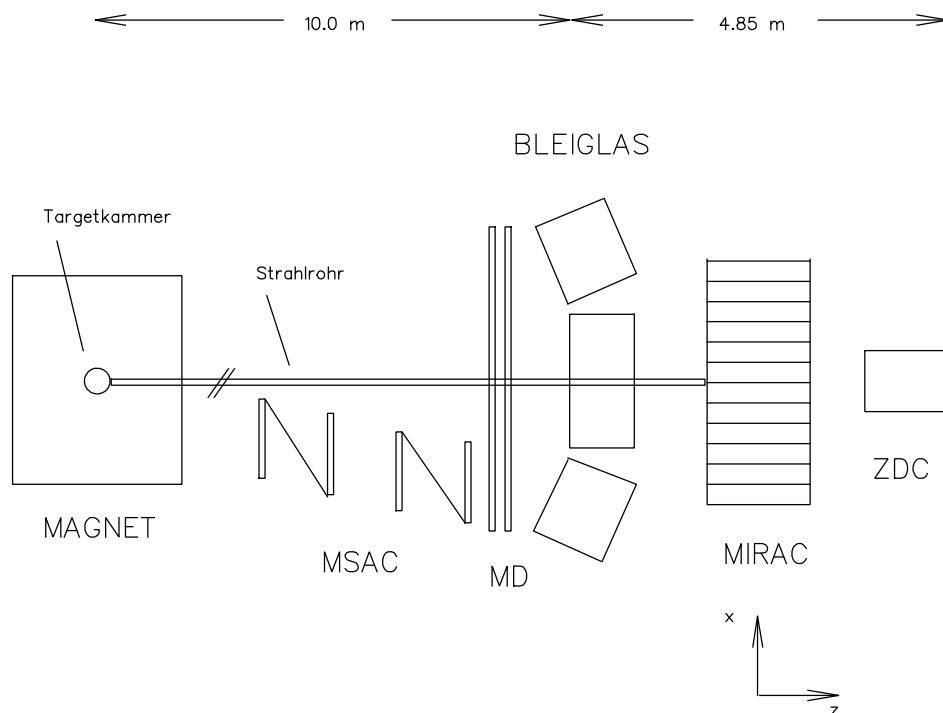 10.0 m
4.85 m
BLEIGLAS
Targetkammer
Strahlrohr
ZDC
MAGNET
MSAC
MIRAC
MD
x
z